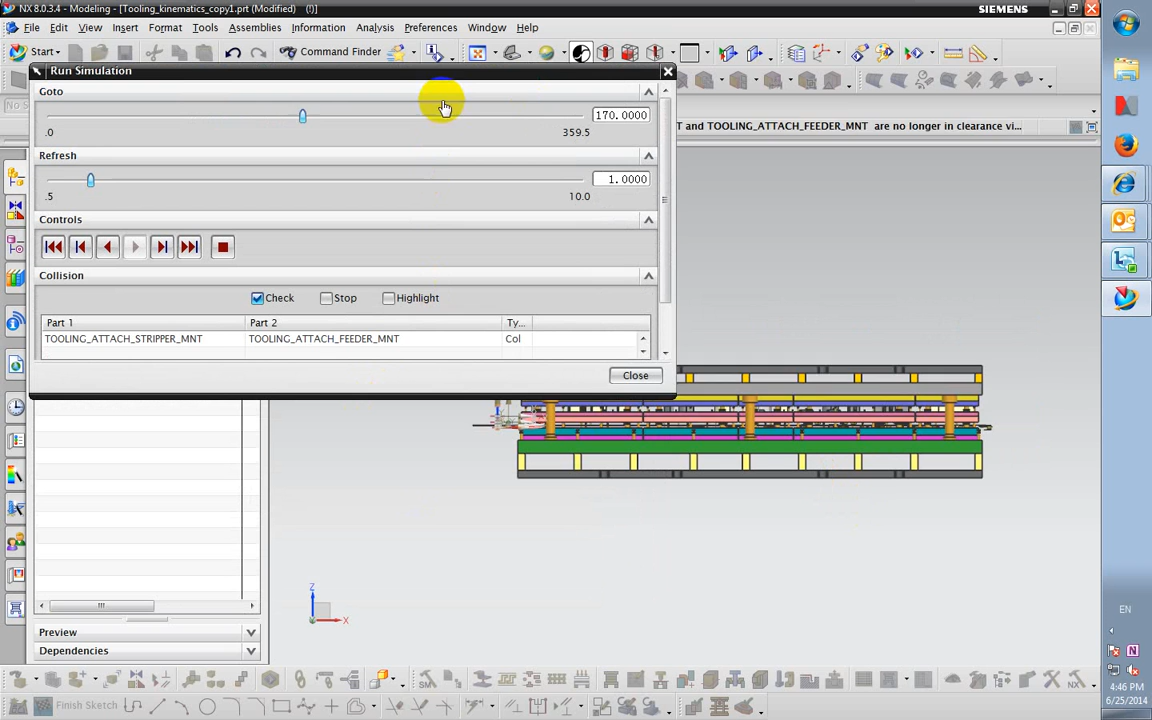 NX 8.0.3.4 - Modeling - [Tooling_kinematics_copy1.prt (Modified) (!)]
SIEMENS
File Edit View Insert Format Tools Assemblies Information Analysis Preferences Window Help
Start Command Finder
Run Simulation
Goto
170.0000
.0 359.5
T and TOOLING_ATTACH_FEEDER_MNT are no longer in clearance vi...
Refresh
1.0000
.5 10.0
Controls
Collision
Check Stop Highlight
Part 1 Part 2 Ty...
TOOLING_ATTACH_STRIPPER_MNT TOOLING_ATTACH_FEEDER_MNT Col
Close
Z
X
Preview
Dependencies
Finish Sketch
EN
4:46 PM
6/25/2014